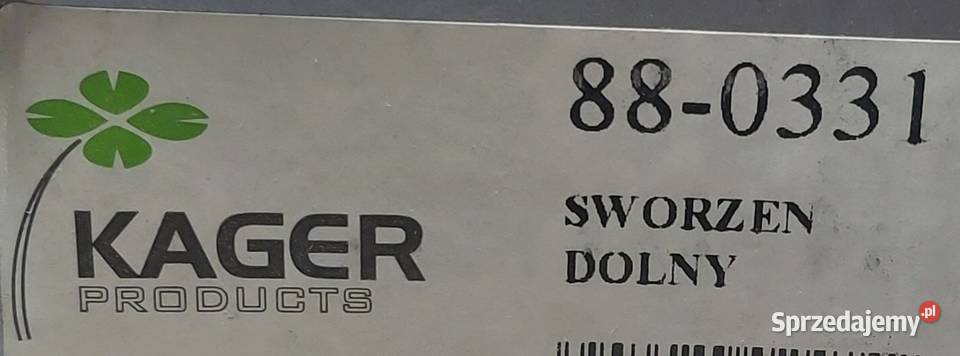 88-0331
KAGER
PRODUCTS
SWORZEN
DOLNY
Sprzedajemy.pl